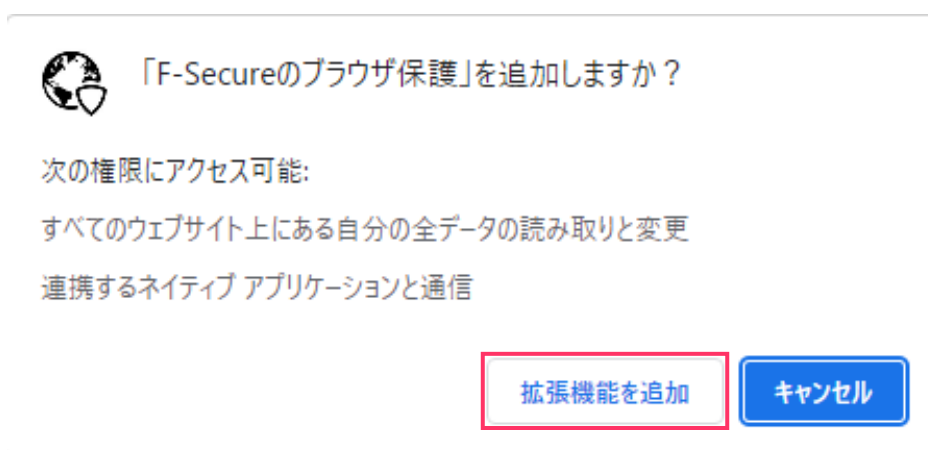 「F-Secureのブラウザ保護」を追加しますか？
次の権限にアクセス可能:
すべてのウェブサイト上にある自分の全データの読み取りと変更
連携するネイティブ アプリケーションと通信
拡張機能を追加
キャンセル